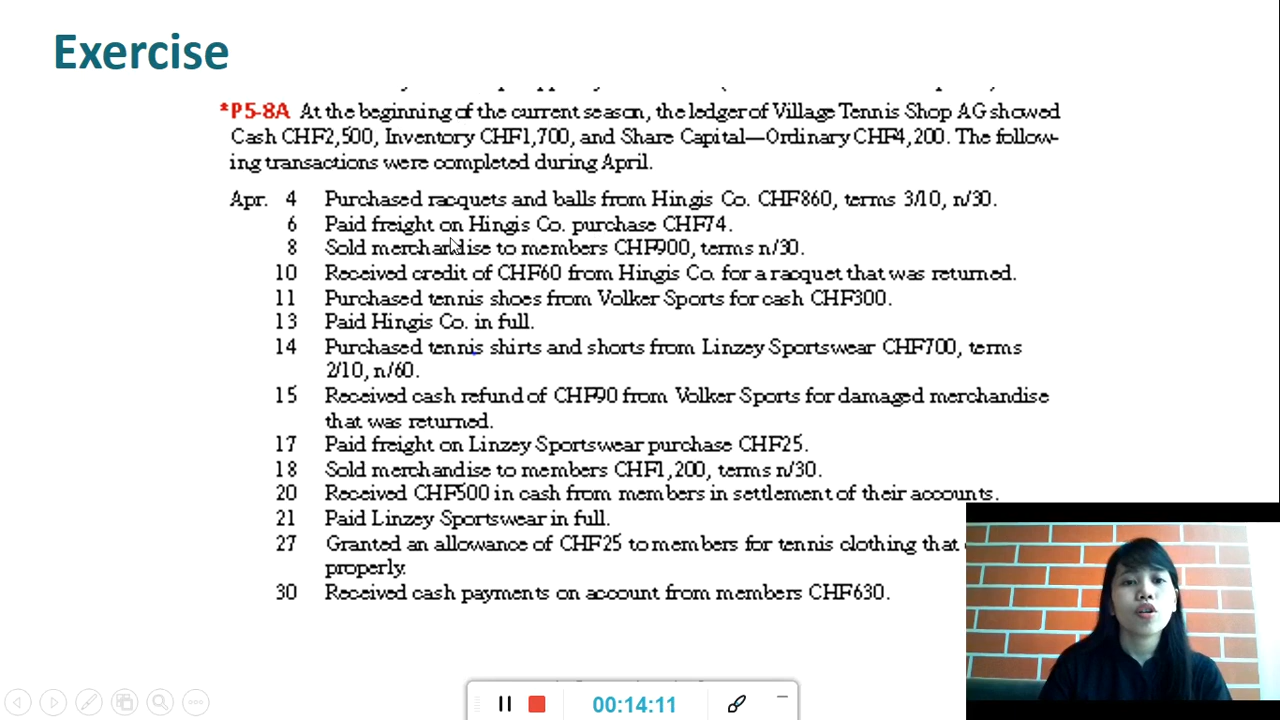 Exercise
*P5-8A At the beginning of the current season, the ledger of Village Tennis Shop AG showed
Cash CHF2,500, Inventory CHF1,700, and Share Capital—Ordinary CHF4,200. The follow-
ing transactions were completed during April.
Apr. 4 Purchased racquets and balls from Hingis Co. CHF860, terms 3/10, n/30.
6 Paid freight on Hingis Co. purchase CHF74.
8 Sold merchandise to members CHF900, terms n/30.
10 Received credit of CHF60 from Hingis Co. for a racquet that was returned.
11 Purchased tennis shoes from Volker Sports for cash CHF300.
13 Paid Hingis Co. in full.
14 Purchased tennis shirts and shorts from Linzey Sportswear CHF700, terms
2/10, n/60.
15 Received cash refund of CHF90 from Volker Sports for damaged merchandise
that was returned.
17 Paid freight on Linzey Sportswear purchase CHF25.
18 Sold merchandise to members CHF1,200, terms n/30.
20 Received CHF500 in cash from members in settlement of their accounts.
21 Paid Linzey Sportswear in full.
27 Granted an allowance of CHF25 to members for tennis clothing that
properly.
30 Received cash payments on account from members CHF630.
00:14:11